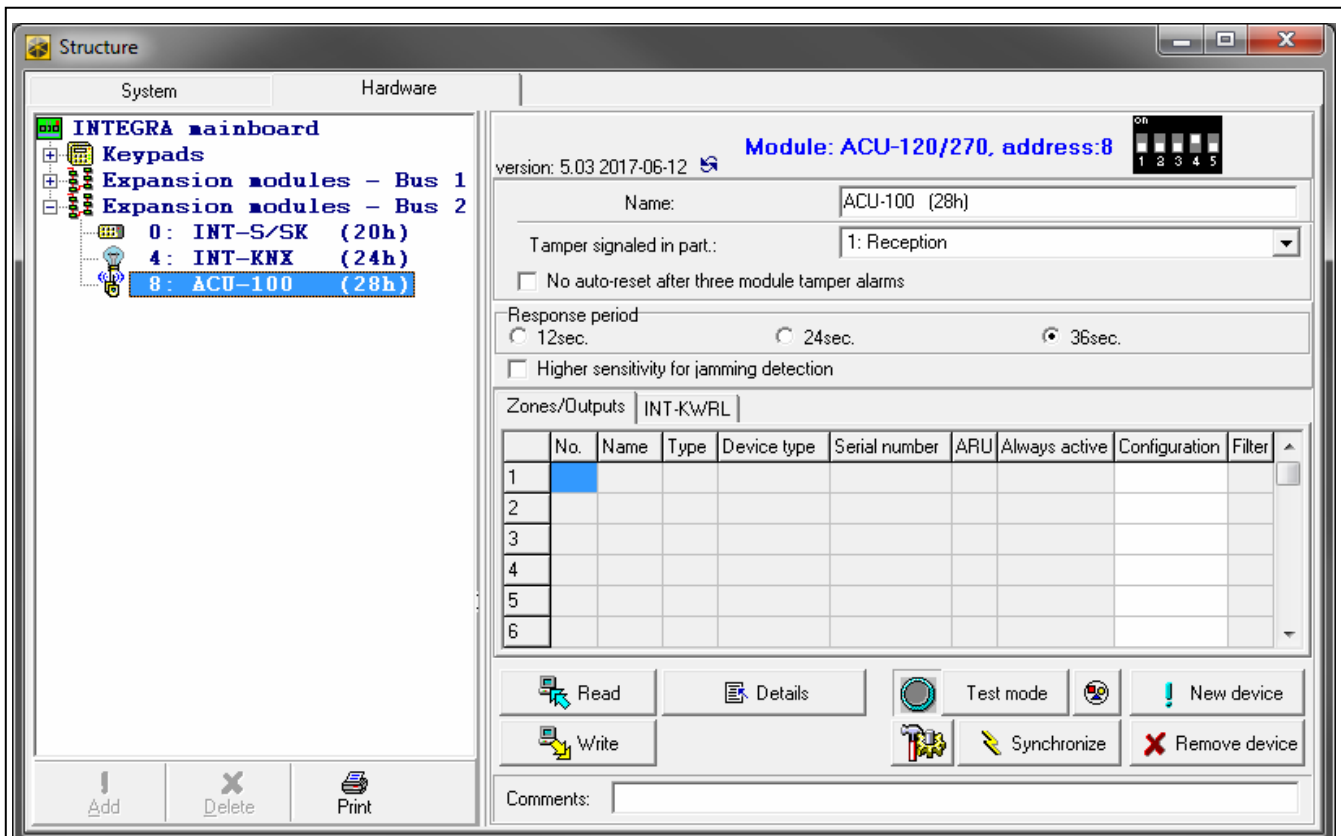 Structure
System Hardware
INTEGRA mainboard
Keypads
Expansion modules - Bus 1
Expansion modules - Bus 2
0: INT-S/SK (20h)
4: INT-KNX (24h)
8: ACU-100 (28h)
Add Delete Print
version: 5.03 2017-06-12 Module: ACU-120/270, address:8
on
1 2 3 4 5
Name: ACU-100 (28h)
Tamper signaled in part.: 1: Reception
No auto-reset after three module tamper alarms
Response period
12sec. 24sec. 36sec.
Higher sensitivity for jamming detection
Zones/Outputs INT-KWRL
No. Name Type Device type Serial number ARU Always active Configuration Filter
1
2
3
4
5
6
Read Details Test mode New device
Write Synchronize Remove device
Comments: